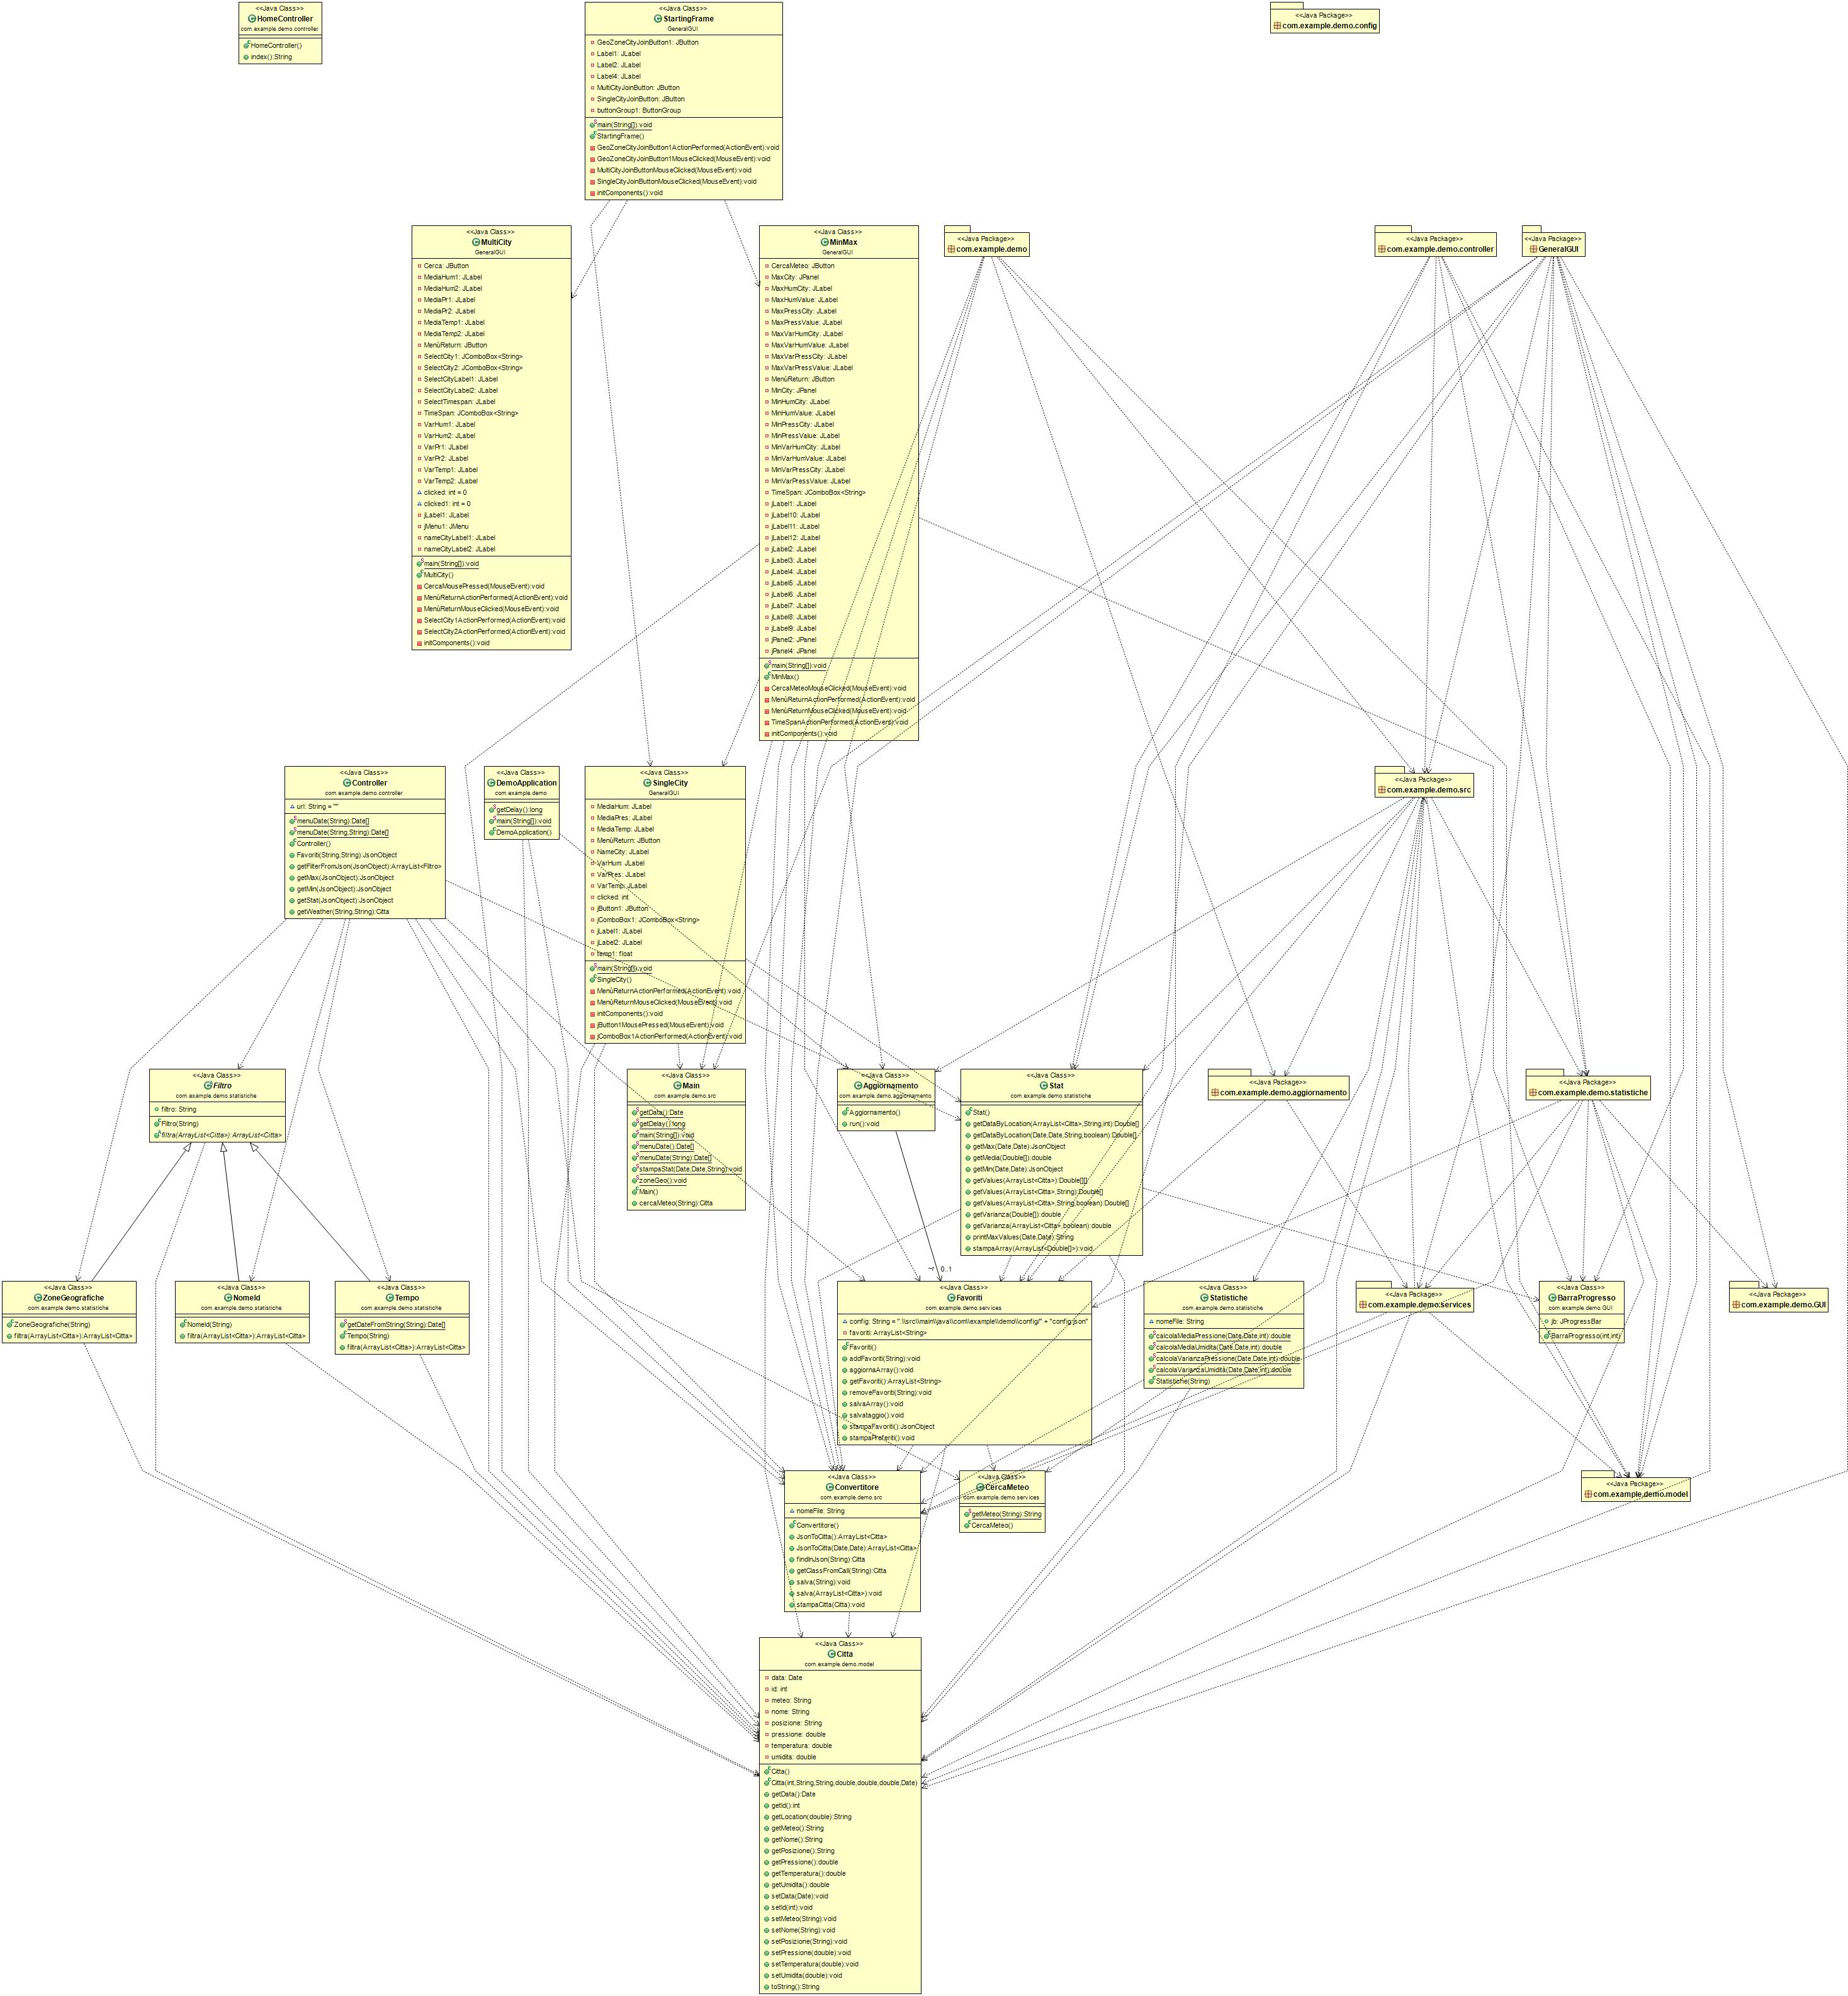 <<Java Class>>
HomeController
com.example.demo.controller
HomeController()
index():String
<<Java Class>>
StartingFrame
GeneralGUI
GeoZoneCityJoinButton1: JButton
Label1: JLabel
Label2: JLabel
Label4: JLabel
MultiCityJoinButton: JButton
SingleCityJoinButton: JButton
buttonGroup1: ButtonGroup
main(String[]):void
StartingFrame()
GeoZoneCityJoinButton1ActionPerformed(ActionEvent):void
GeoZoneCityJoinButton1MouseClicked(MouseEvent):void
MultiCityJoinButtonMouseClicked(MouseEvent):void
SingleCityJoinButtonMouseClicked(MouseEvent):void
initComponents():void
<<Java Package>>
com.example.demo.config
<<Java Class>>
MultiCity
GeneralGUI
Cerca: JButton
MediaHum1: JLabel
MediaHum2: JLabel
MediaPr1: JLabel
MediaPr2: JLabel
MediaTemp1: JLabel
MediaTemp2: JLabel
MenùReturn: JButton
SelectCity1: JComboBox<String>
SelectCity2: JComboBox<String>
SelectCityLabel1: JLabel
SelectCityLabel2: JLabel
SelectTimespan: JLabel
TimeSpan: JComboBox<String>
VarHum1: JLabel
VarHum2: JLabel
VarPr1: JLabel
VarPr2: JLabel
VarTemp1: JLabel
VarTemp2: JLabel
clicked: int = 0
clicked1: int = 0
jLabel1: JLabel
jMenu1: JMenu
nameCityLabel1: JLabel
nameCityLabel2: JLabel
main(String[]):void
MultiCity()
CercaMousePressed(MouseEvent):void
MenùReturnActionPerformed(ActionEvent):void
MenùReturnMouseClicked(MouseEvent):void
SelectCity1ActionPerformed(ActionEvent):void
SelectCity2ActionPerformed(ActionEvent):void
initComponents():void
<<Java Class>>
MinMax
GeneralGUI
CercaMeteo: JButton
MaxCity: JPanel
MaxHumCity: JLabel
MaxHumValue: JLabel
MaxPressCity: JLabel
MaxPressValue: JLabel
MaxVarHumCity: JLabel
MaxVarHumValue: JLabel
MaxVarPressCity: JLabel
MaxVarPressValue: JLabel
MenùReturn: JButton
MinCity: JPanel
MinHumCity: JLabel
MinHumValue: JLabel
MinPressCity: JLabel
MinPressValue: JLabel
MinVarHumCity: JLabel
MinVarHumValue: JLabel
MinVarPressCity: JLabel
MinVarPressValue: JLabel
TimeSpan: JComboBox<String>
jLabel1: JLabel
jLabel10: JLabel
jLabel11: JLabel
jLabel12: JLabel
jLabel2: JLabel
jLabel3: JLabel
jLabel4: JLabel
jLabel5: JLabel
jLabel6: JLabel
jLabel7: JLabel
jLabel8: JLabel
jLabel9: JLabel
jPanel2: JPanel
jPanel4: JPanel
main(String[]):void
MinMax()
CercaMeteoMouseClicked(MouseEvent):void
MenùReturnActionPerformed(ActionEvent):void
MenùReturnMouseClicked(MouseEvent):void
TimeSpanActionPerformed(ActionEvent):void
initComponents():void
<<Java Package>>
com.example.demo
<<Java Package>>
com.example.demo.controller
<<Java Package>>
GeneralGUI
<<Java Class>>
Controller
com.example.demo.controller
url: String = ""
menuDate(String):Date[]
menuDate(String,String):Date[]
Controller()
Favoriti(String,String):JsonObject
getFilterFromJson(JsonObject):ArrayList<Filtro>
getMax(JsonObject):JsonObject
getMin(JsonObject):JsonObject
getStat(JsonObject):JsonObject
getWeather(String,String):Citta
<<Java Class>>
DemoApplication
com.example.demo
getDelay():long
main(String[]):void
DemoApplication()
<<Java Class>>
SingleCity
GeneralGUI
MediaHum: JLabel
MediaPres: JLabel
MediaTemp: JLabel
MenùReturn: JButton
NameCity: JLabel
VarHum: JLabel
VarPres: JLabel
VarTemp: JLabel
clicked: int
jButton1: JButton
jComboBox1: JComboBox<String>
jLabel1: JLabel
jLabel2: JLabel
temp1: float
main(String[]):void
SingleCity()
MenùReturnActionPerformed(ActionEvent):void
MenùReturnMouseClicked(MouseEvent):void
initComponents():void
jButton1MousePressed(MouseEvent):void
jComboBox1ActionPerformed(ActionEvent):void
<<Java Package>>
com.example.demo.src
<<Java Class>>
Filtro
com.example.demo.statistiche
filtro: String
Filtro(String)
filtra(ArrayList<Citta>):ArrayList<Citta>
<<Java Class>>
Main
com.example.demo.src
getData():Date
getDelay():long
main(String[]):void
menuDate():Date[]
menuDate(String):Date[]
stampaStat(Date,Date,String):void
zoneGeo():void
Main()
cercaMeteo(String):Citta
<<Java Class>>
Aggiornamento
com.example.demo.aggiornamento
Aggiornamento()
run():void
<<Java Class>>
Stat
com.example.demo.statistiche
Stat()
getDataByLocation(ArrayList<Citta>,String,int):Double[]
getDataByLocation(Date,Date,String,boolean):Double[]
getMax(Date,Date):JsonObject
getMedia(Double[]):double
getMin(Date,Date):JsonObject
getValues(ArrayList<Citta>):Double[][]
getValues(ArrayList<Citta>,String):Double[]
getValues(ArrayList<Citta>,String,boolean):Double[]
getVarianza(Double[]):double
getVarianza(ArrayList<Citta>,boolean):double
printMaxValues(Date,Date):String
stampaArray(ArrayList<Double[]>):void
<<Java Package>>
com.example.demo.aggiornamento
<<Java Package>>
com.example.demo.statistiche
~r
0..1
<<Java Class>>
ZoneGeografiche
com.example.demo.statistiche
ZoneGeografiche(String)
filtra(ArrayList<Citta>):ArrayList<Citta>
<<Java Class>>
NomeId
com.example.demo.statistiche
NomeId(String)
filtra(ArrayList<Citta>):ArrayList<Citta>
<<Java Class>>
Tempo
com.example.demo.statistiche
getDateFromString(String):Date[]
Tempo(String)
filtra(ArrayList<Citta>):ArrayList<Citta>
<<Java Class>>
Favoriti
com.example.demo.services
config: String = ".\\src\\main\\java\\com\\example\\demo\\config/" + "config.json"
favoriti: ArrayList<String>
Favoriti()
addFavoriti(String):void
aggiornaArray():void
getFavoriti():ArrayList<String>
removeFavoriti(String):void
salvaArray():void
salvataggio():void
stampaFavoriti():JsonObject
stampaPreferiti():void
<<Java Class>>
Statistiche
com.example.demo.statistiche
nomeFile: String
calcolaMediaPressione(Date,Date,int):double
calcolaMediaUmidita(Date,Date,int):double
calcolaVarianzaPressione(Date,Date,int):double
calcolaVarianzaUmidità(Date,Date,int):double
Statistiche(String)
<<Java Package>>
com.example.demo.services
<<Java Class>>
BarraProgresso
com.example.demo.GUI
jb: JProgressBar
BarraProgresso(int,int)
<<Java Package>>
com.example.demo.GUI
<<Java Class>>
Convertitore
com.example.demo.src
nomeFile: String
Convertitore()
JsonToCitta():ArrayList<Citta>
JsonToCitta(Date,Date):ArrayList<Citta>
findinJson(String):Citta
getClassFromCall(String):Citta
salva(String):void
salva(ArrayList<Citta>):void
stampaCitta(Citta):void
<<Java Class>>
CercaMeteo
com.example.demo.services
getMeteo(String):String
CercaMeteo()
<<Java Package>>
com.example.demo.model
<<Java Class>>
Citta
com.example.demo.model
data: Date
id: int
meteo: String
nome: String
posizione: String
pressione: double
temperatura: double
umidita: double
Citta()
Citta(int,String,String,double,double,double,Date)
getData():Date
getId():int
getLocation(double):String
getMeteo():String
getNome():String
getPosizione():String
getPressione():double
getTemperatura():double
getUmidita():double
setData(Date):void
setId(int):void
setMeteo(String):void
setNome(String):void
setPosizione(String):void
setPressione(double):void
setTemperatura(double):void
setUmidita(double):void
toString():String